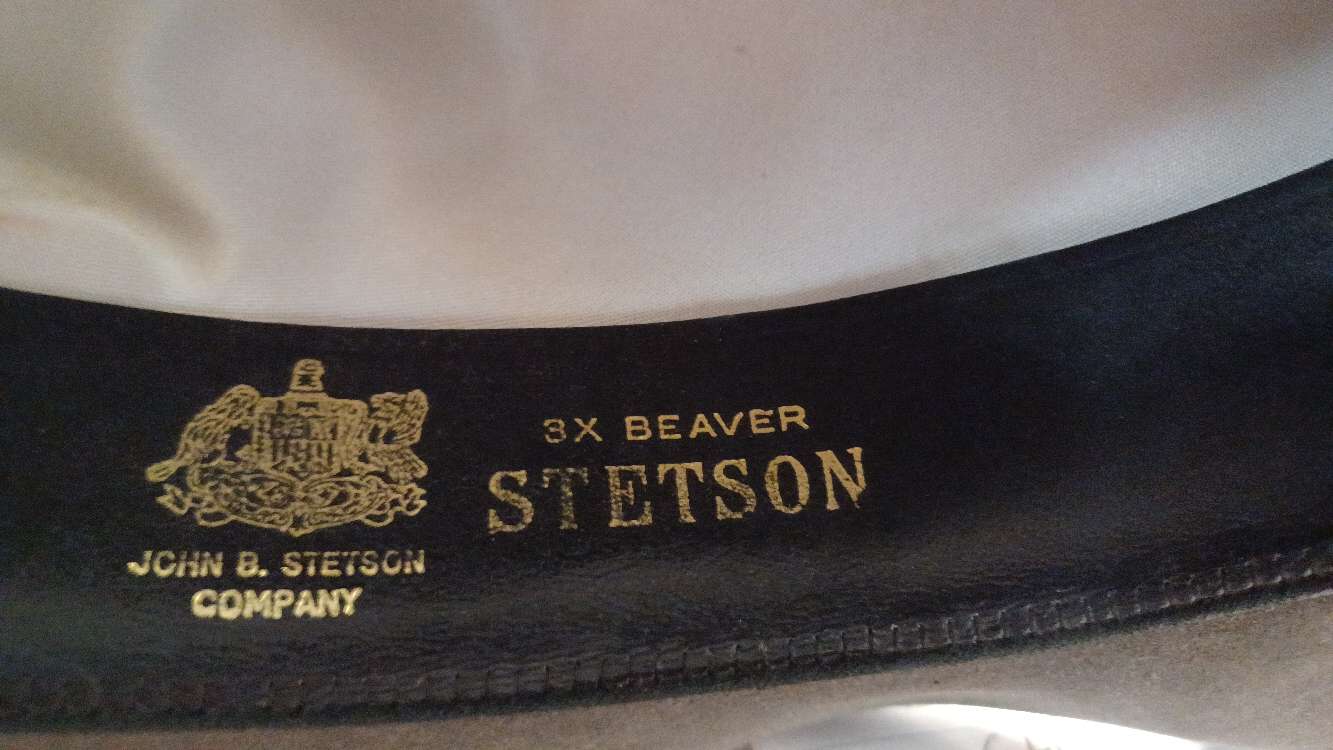 3X BEAVER
STETSON
JOHN B. STETSON
COMPANY